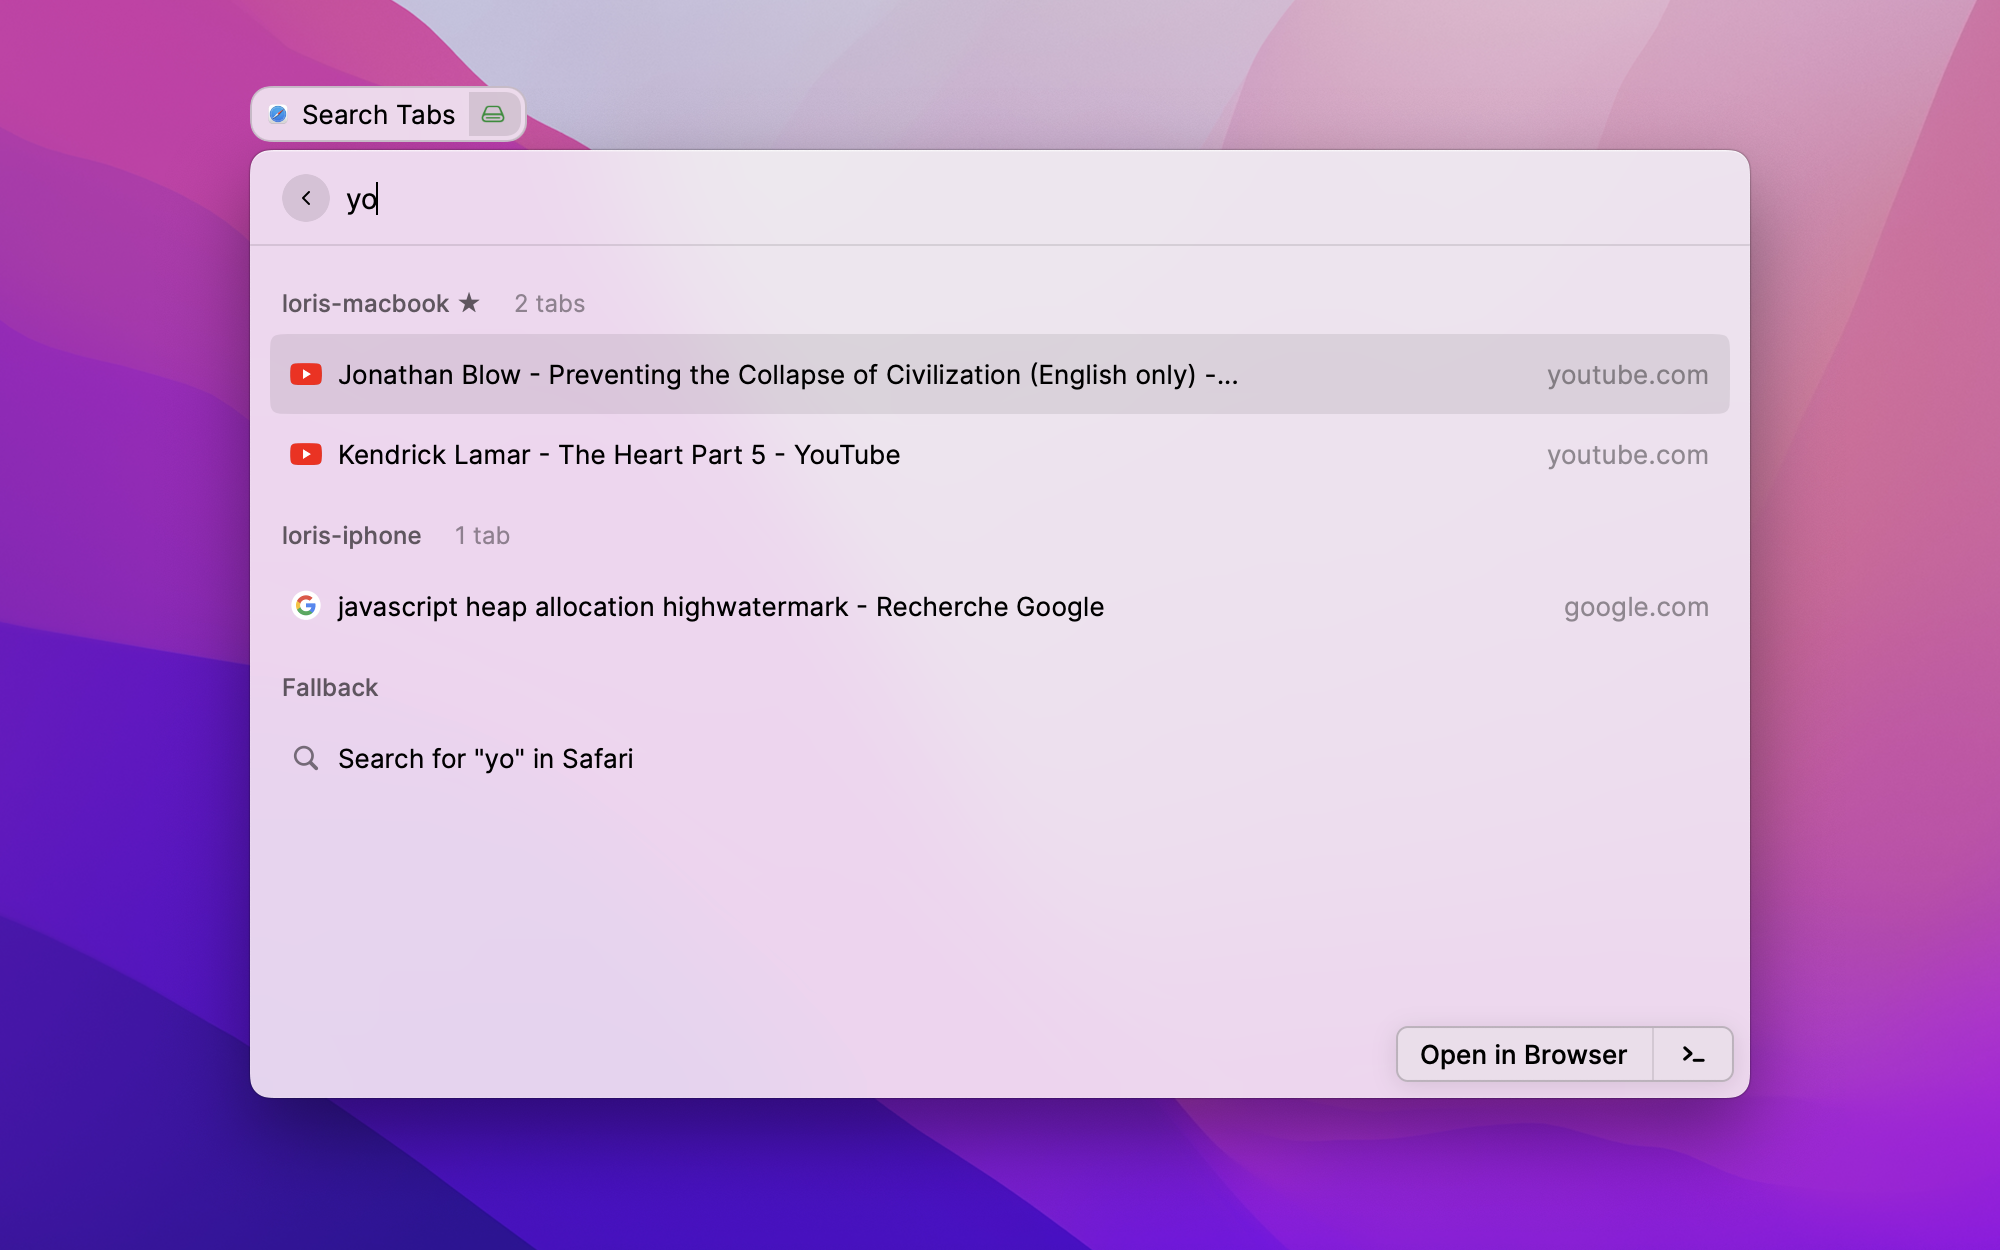 Search Tabs
yo
loris-macbook ★ 2 tabs
Jonathan Blow - Preventing the Collapse of Civilization (English only) -... youtube.com
Kendrick Lamar - The Heart Part 5 - YouTube youtube.com
loris-iphone 1 tab
javascript heap allocation highwatermark - Recherche Google google.com
Fallback
Search for "yo" in Safari
Open in Browser